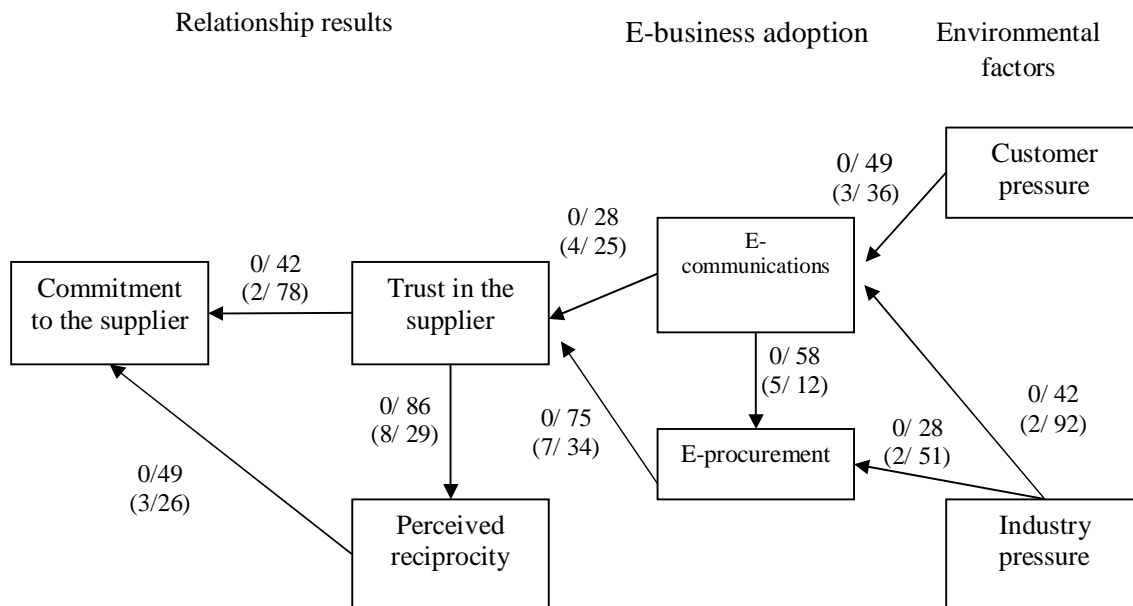 Relationship results
E-business adoption
Environmental
factors
Customer
pressure
0/ 49
(3/ 36)
0/ 28
(4/ 25)
E-
communications
0/ 42
(2/ 78)
Commitment
to the supplier
Trust in the
supplier
0/ 58
(5/ 12)
0/ 86
(8/ 29)
0/ 75
(7/ 34)
E-procurement
0/ 28
(2/ 51)
0/ 42
(2/ 92)
0/49
(3/26)
Perceived
reciprocity
Industry
pressure